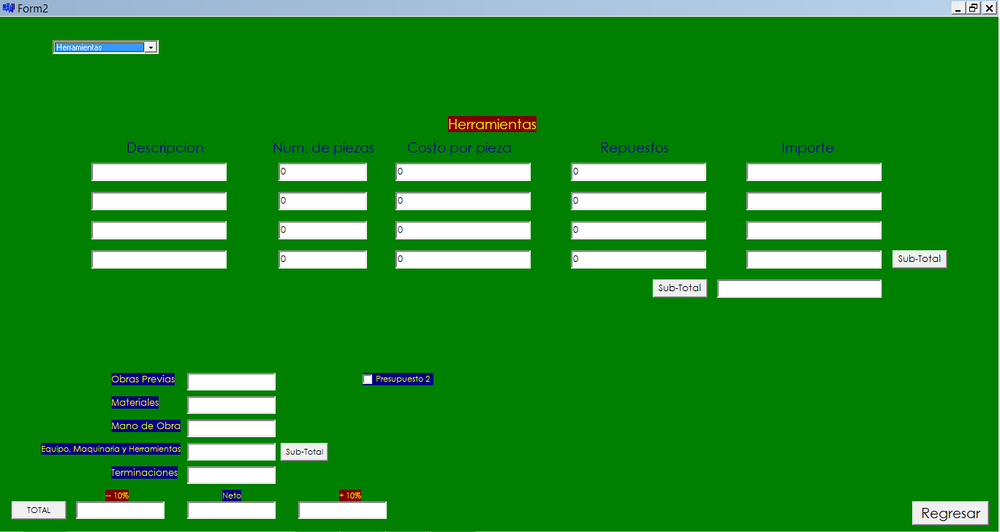 Form2
Herramientas
Herramientas
Descripcion Num. de piezas Costo por pieza Repuestos Importe
0 0 0
0 0 0
0 0 0
0 0 0 Sub-Total
Sub-Total
Obras Previas Presupuesto 2
Materiales
Mano de Obra
Equipo, Maquinaria y Herramientas Sub-Total
Terminaciones
-- 10% Neto + 10%
TOTAL Regresar